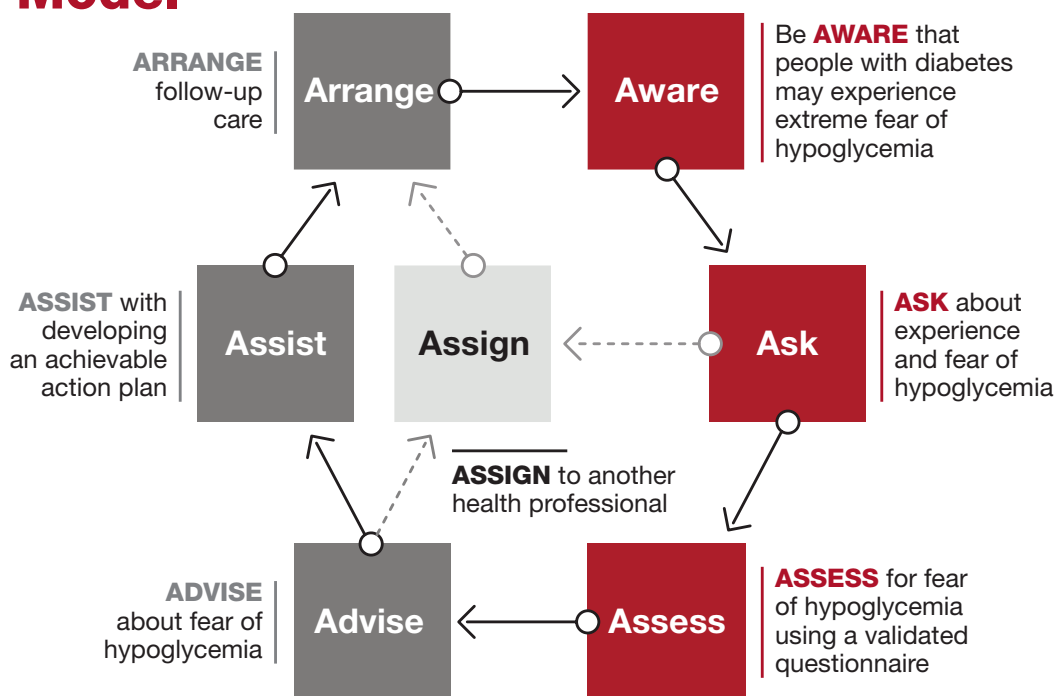 Model
ARRANGE
follow-up
care
Arrange
Aware
Be AWARE that
people with diabetes
may experience
extreme fear of
hypoglycemia
ASSIST with
developing
an achievable
action plan
Assist
Assign
Ask
ASK about
experience
and fear of
hypoglycemia
ASSIGN to another
health professional
ADVISE
about fear of
hypoglycemia
Advise
Assess
ASSESS for fear
of hypoglycemia
using a validated
questionnaire